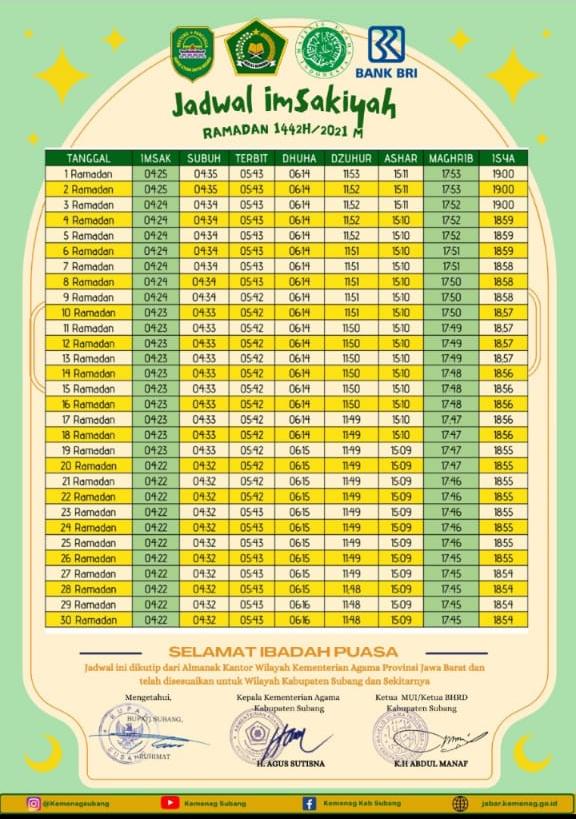 BANK BRI
Jadwal imSakiyah
RAMADAN 1442H/2021 M
TANGGAL IMSAK SUBUH TERBIT DHUHA DZUHUR ASHAR MAGHRIB ISYA
1 Ramadan 04:25 04:35 05:43 06:14 11:53 15:11 17:53 19:00
2 Ramadan 04:25 04:35 05:43 06:14 11:52 15:11 17:53 19:00
3 Ramadan 04:24 04:34 05:43 06:14 11:52 15:11 17:52 19:00
4 Ramadan 04:24 04:34 05:43 06:14 11:52 15:10 17:52 18:59
5 Ramadan 04:24 04:34 05:43 06:14 11:52 15:10 17:52 18:59
6 Ramadan 04:24 04:34 05:43 06:14 11:51 15:10 17:51 18:59
7 Ramadan 04:24 04:34 05:43 06:14 11:51 15:10 17:51 18:58
8 Ramadan 04:24 04:34 05:43 06:14 11:51 15:10 17:50 18:58
9 Ramadan 04:24 04:34 05:42 06:14 11:51 15:10 17:50 18:58
10 Ramadan 04:23 04:33 05:42 06:14 11:51 15:10 17:50 18:57
11 Ramadan 04:23 04:33 05:42 06:14 11:50 15:10 17:49 18:57
12 Ramadan 04:23 04:33 05:42 06:14 11:50 15:10 17:49 18:57
13 Ramadan 04:23 04:33 05:42 06:14 11:50 15:10 17:49 18:57
14 Ramadan 04:23 04:33 05:42 06:14 11:50 15:10 17:48 18:56
15 Ramadan 04:23 04:33 05:42 06:14 11:50 15:10 17:48 18:56
16 Ramadan 04:23 04:33 05:42 06:14 11:50 15:10 17:48 18:56
17 Ramadan 04:23 04:33 05:42 06:14 11:49 15:10 17:47 18:56
18 Ramadan 04:23 04:33 05:42 06:14 11:49 15:10 17:47 18:56
19 Ramadan 04:23 04:33 05:42 06:15 11:49 15:09 17:47 18:55
20 Ramadan 04:22 04:32 05:42 06:15 11:49 15:09 17:47 18:55
21 Ramadan 04:22 04:32 05:42 06:15 11:49 15:09 17:46 18:55
22 Ramadan 04:22 04:32 05:42 06:15 11:49 15:09 17:46 18:55
23 Ramadan 04:22 04:32 05:43 06:15 11:49 15:09 17:46 18:55
24 Ramadan 04:22 04:32 05:43 06:15 11:49 15:09 17:46 18:55
25 Ramadan 04:22 04:32 05:43 06:15 11:49 15:09 17:46 18:55
26 Ramadan 04:22 04:32 05:43 06:15 11:49 15:09 17:45 18:55
27 Ramadan 04:22 04:32 05:43 06:15 11:49 15:09 17:45 18:54
28 Ramadan 04:22 04:32 05:43 06:15 11:48 15:09 17:45 18:54
29 Ramadan 04:22 04:32 05:43 06:16 11:48 15:09 17:45 18:54
30 Ramadan 04:22 04:32 05:43 06:16 11:48 15:09 17:45 18:54
SELAMAT IBADAH PUASA
Jadwal ini dikutip dari Almanak Kantor Wilayah Kementerian Agama Provinsi Jawa Barat dan
telah disesuaikan untuk Wilayah Kabupaten Subang dan Sekitarnya
Mengetahui,
BUPATI SUBANG,
RUHIMAT
Kepala Kementerian Agama
Kabupaten Subang
H. AGUS SUTISNA
Ketua MUI/Ketua BHRD
Kabupaten Subang
K.H ABDUL MANAF
@Kemenagsubang Kemenag Subang Kemenag Kab Subang jabar.kemenag.go.id